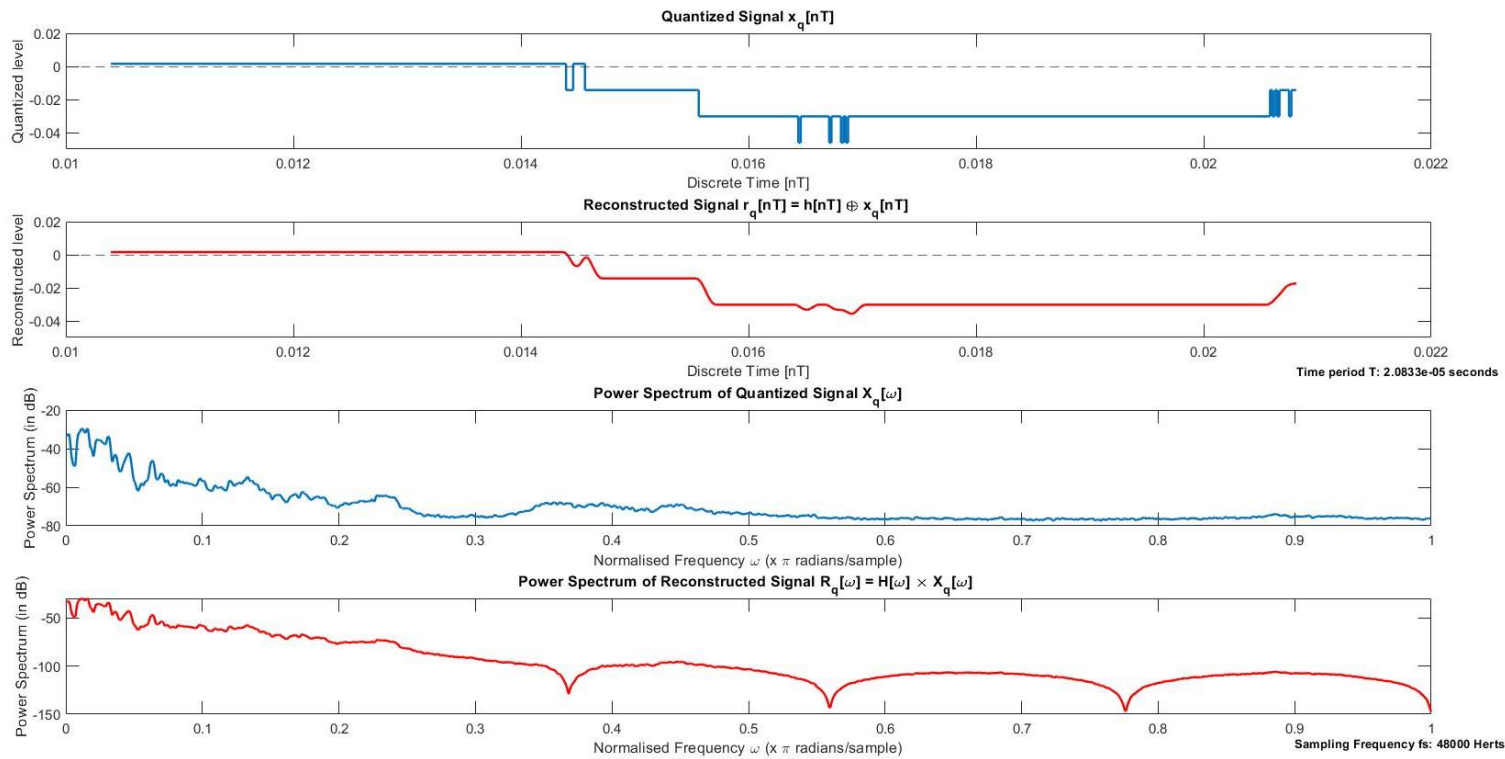 Quantized Signal x_q[nT]
Quantized level
0.02
0
-0.02
-0.04
0.01 0.012 0.014 0.016 0.018 0.02 0.022
Discrete Time [nT]
Reconstructed Signal r_q[nT] = h[nT] ⊕ x_q[nT]
Reconstructed level
0.02
0
-0.02
-0.04
0.01 0.012 0.014 0.016 0.018 0.02 0.022
Discrete Time [nT]
Time period T: 2.0833e-05 seconds
Power Spectrum of Quantized Signal X_q[ω]
Power Spectrum (in dB)
-20
-40
-60
-80
0 0.1 0.2 0.3 0.4 0.5 0.6 0.7 0.8 0.9 1
Normalised Frequency ω (x π radians/sample)
Power Spectrum of Reconstructed Signal R_q[ω] = H[ω] × X_q[ω]
Power Spectrum (in dB)
-50
-100
-150
0 0.1 0.2 0.3 0.4 0.5 0.6 0.7 0.8 0.9 1
Normalised Frequency ω (x π radians/sample)
Sampling Frequency fs: 48000 Herts